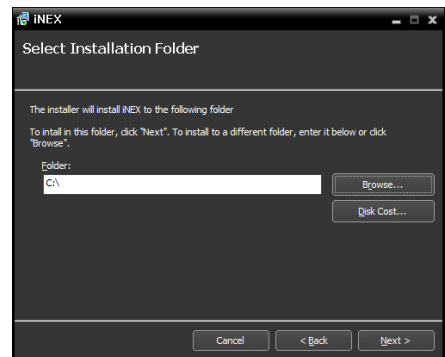 iNEX
Select Installation Folder
The installer will install iNEX to the following folder
To intall in this folder, click "Next". To install to a different folder, enter it below or click
"Browse".
Folder:
C:\
Browse...
Disk Cost...
Cancel
< Back
Next >